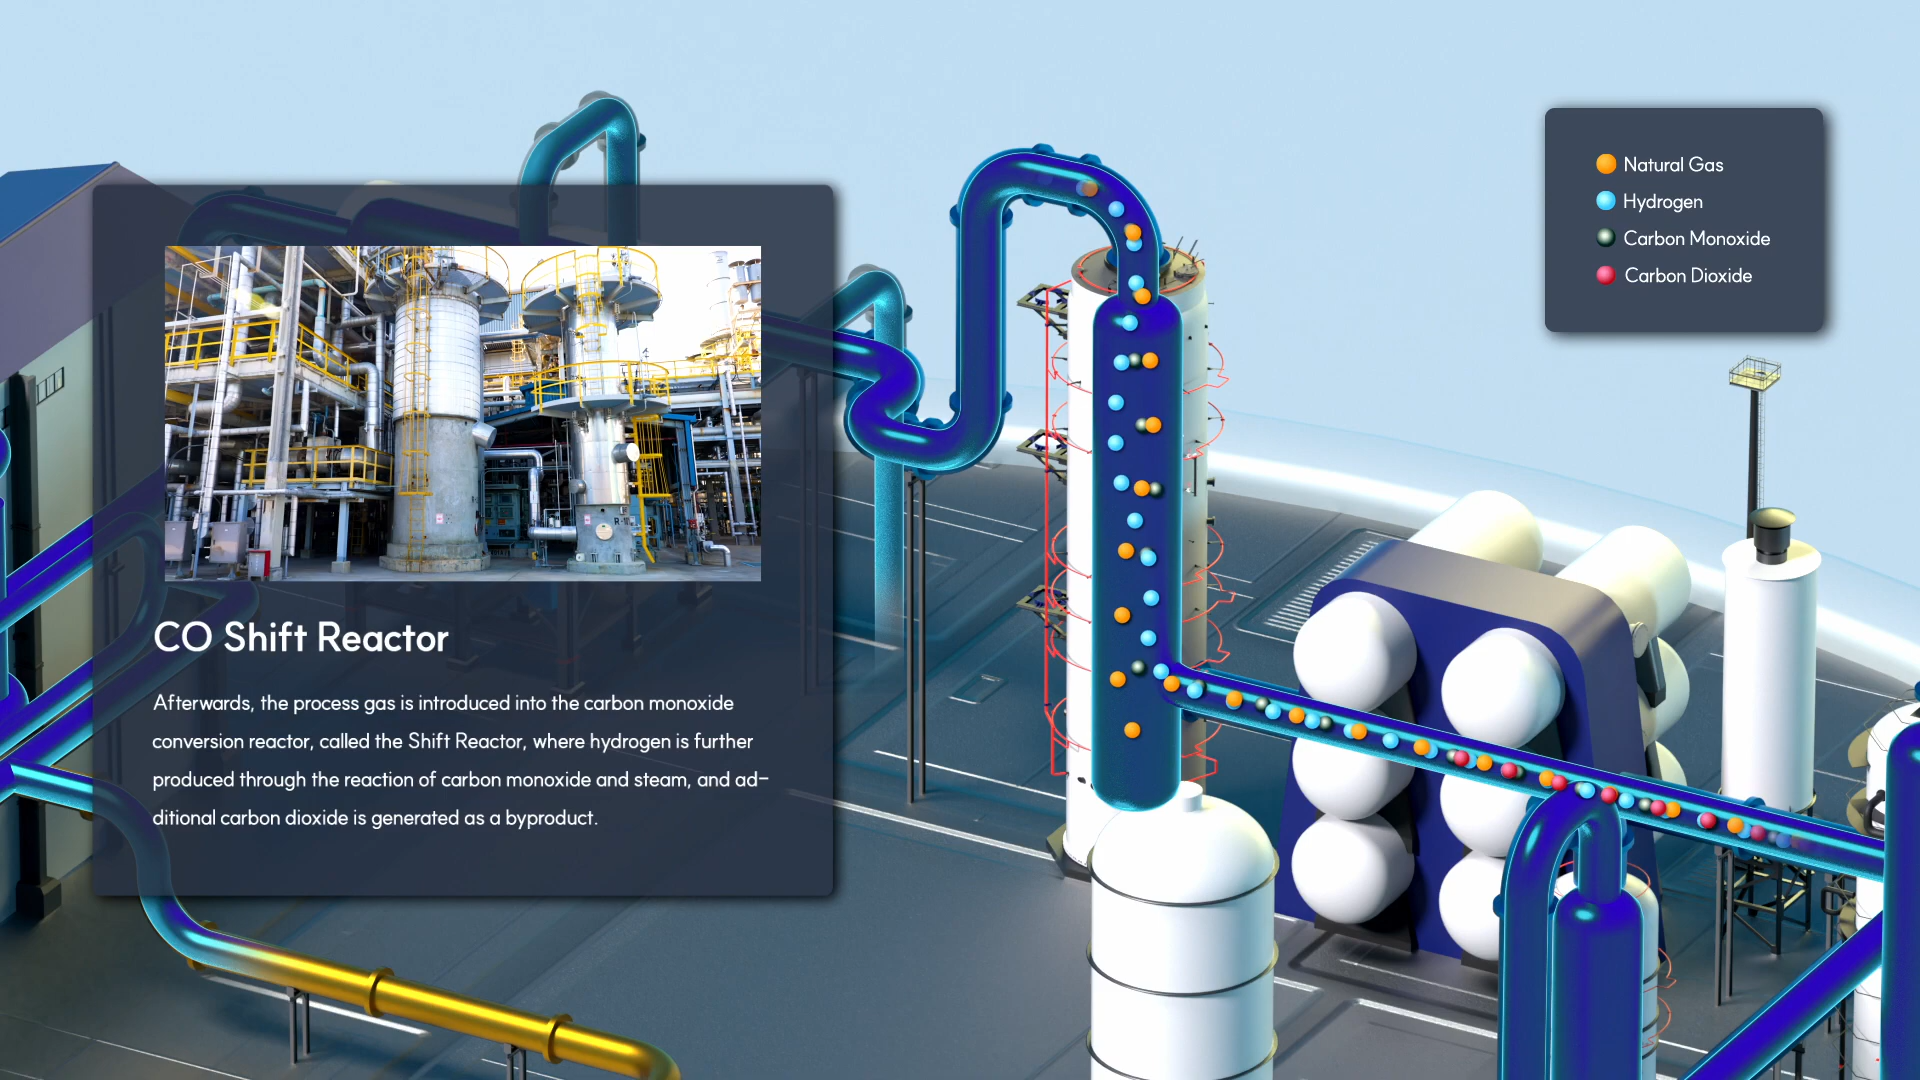 Natural Gas
Hydrogen
Carbon Monoxide
Carbon Dioxide
CO Shift Reactor
Afterwards, the process gas is introduced into the carbon monoxide
conversion reactor, called the Shift Reactor, where hydrogen is further
produced through the reaction of carbon monoxide and steam, and ad-
ditional carbon dioxide is generated as a byproduct.